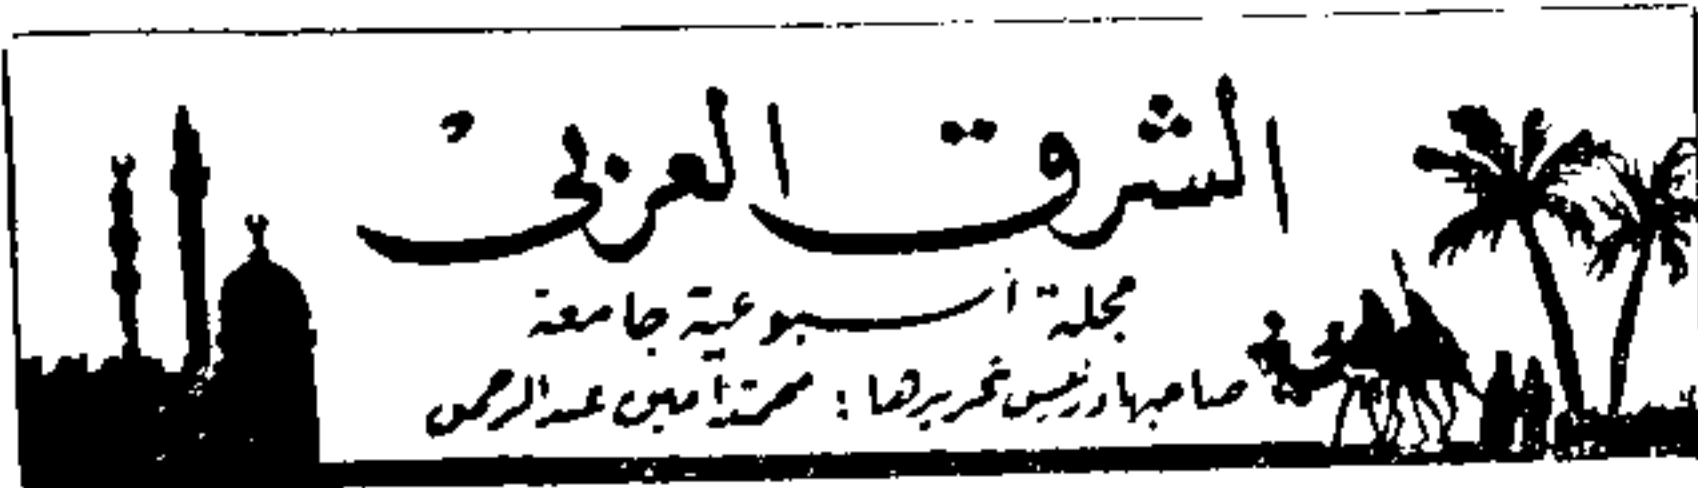 الشرق العربي
مجلة أسبوعية جامعة
صاحبها ورئيس تحريرها : محمد أمين عبد الرحمن